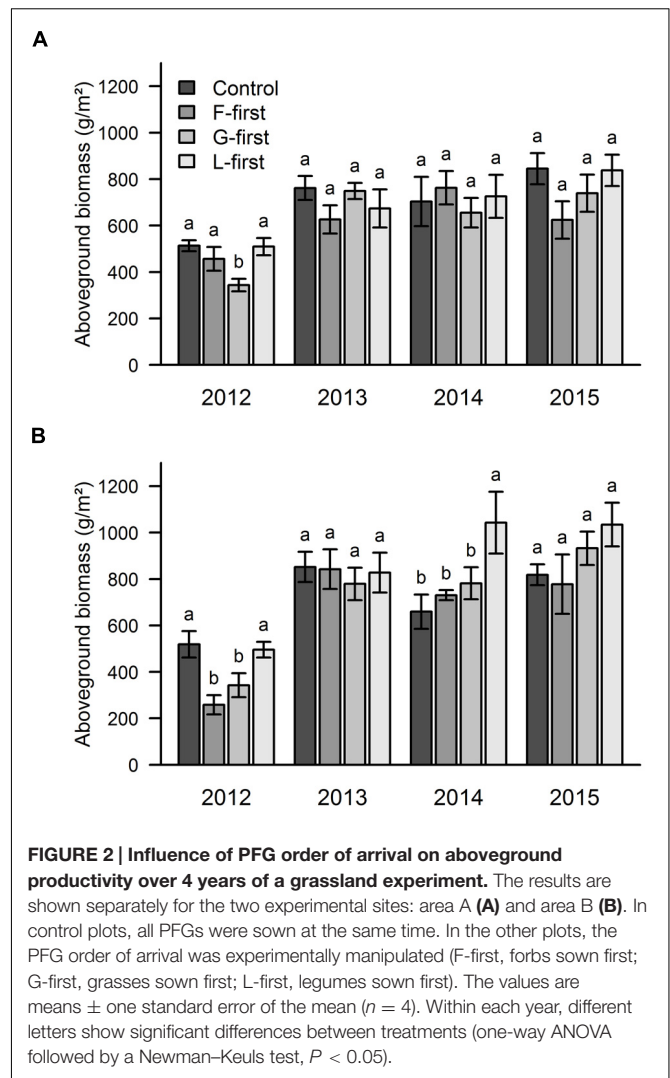 A
Aboveground biomass (g/m²)
1200
1000
800
600
400
200
0
Control
F-first
G-first
L-first
a a b a
a a a a
a a a a
a a a a
2012 2013 2014 2015
B
Aboveground biomass (g/m²)
1200
1000
800
600
400
200
0
a b b a
a a a a
b b b a
a a a a
2012 2013 2014 2015
FIGURE 2 | Influence of PFG order of arrival on aboveground
productivity over 4 years of a grassland experiment. The results are
shown separately for the two experimental sites: area A (A) and area B (B). In
control plots, all PFGs were sown at the same time. In the other plots, the
PFG order of arrival was experimentally manipulated (F-first, forbs sown first;
G-first, grasses sown first; L-first, legumes sown first). The values are
means ± one standard error of the mean (n = 4). Within each year, different
letters show significant differences between treatments (one-way ANOVA
followed by a Newman–Keuls test, P < 0.05).